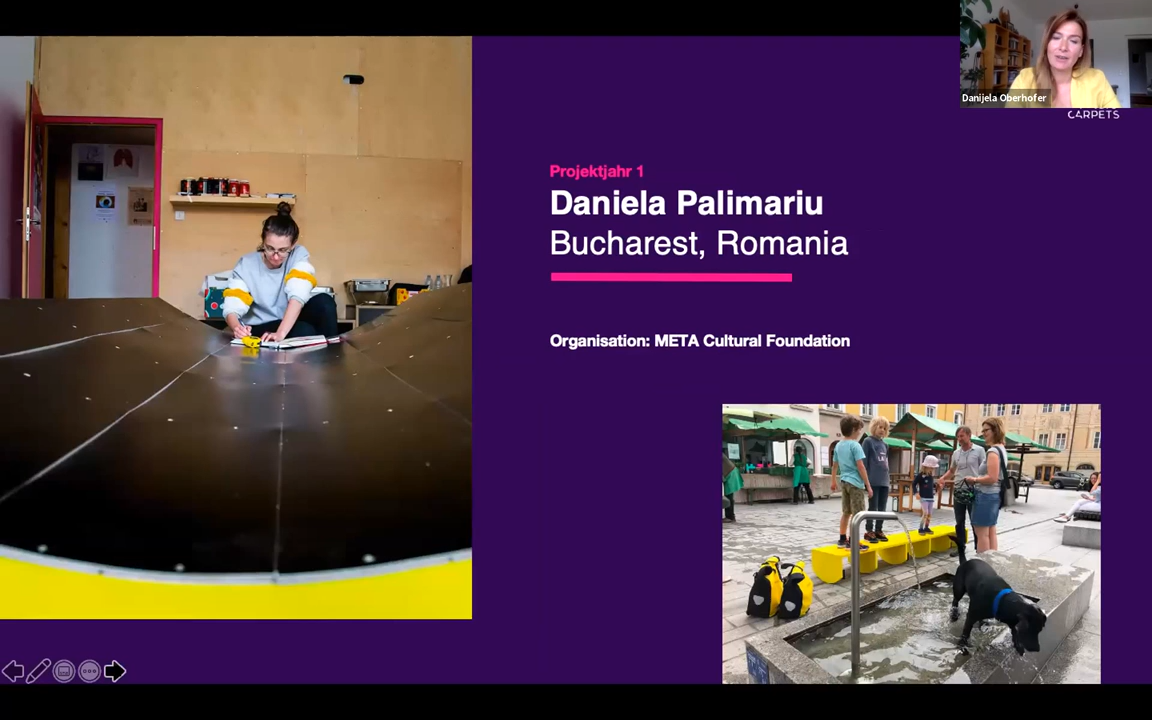 Danijela Oberhofer
CARPETS
Projektjahr 1
Daniela Palimariu
Bucharest, Romania
Organisation: META Cultural Foundation